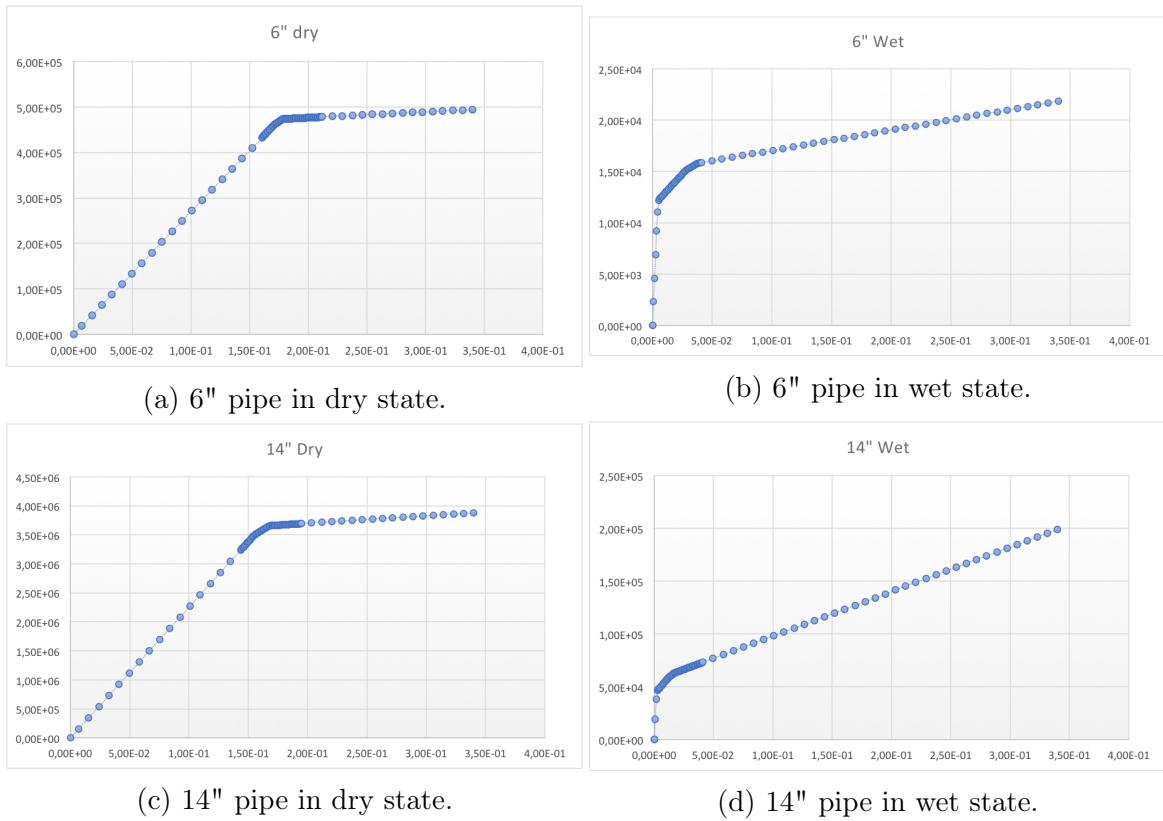 6" dry
6,00E+05
5,00E+05
4,00E+05
3,00E+05
2,00E+05
1,00E+05
0,00E+00
0,00E+00 5,00E-02 1,00E-01 1,50E-01 2,00E-01 2,50E-01 3,00E-01 3,50E-01 4,00E-01
(a) 6" pipe in dry state.
6" Wet
2,50E+04
2,00E+04
1,50E+04
1,00E+04
5,00E+03
0,00E+00
0,00E+00 5,00E-02 1,00E-01 1,50E-01 2,00E-01 2,50E-01 3,00E-01 3,50E-01 4,00E-01
(b) 6" pipe in wet state.
14" Dry
4,50E+06
4,00E+06
3,50E+06
3,00E+06
2,50E+06
2,00E+06
1,50E+06
1,00E+06
5,00E+05
0,00E+00
0,00E+00 5,00E-02 1,00E-01 1,50E-01 2,00E-01 2,50E-01 3,00E-01 3,50E-01 4,00E-01
(c) 14" pipe in dry state.
14" Wet
2,50E+05
2,00E+05
1,50E+05
1,00E+05
5,00E+04
0,00E+00
0,00E+00 5,00E-02 1,00E-01 1,50E-01 2,00E-01 2,50E-01 3,00E-01 3,50E-01 4,00E-01
(d) 14" pipe in wet state.